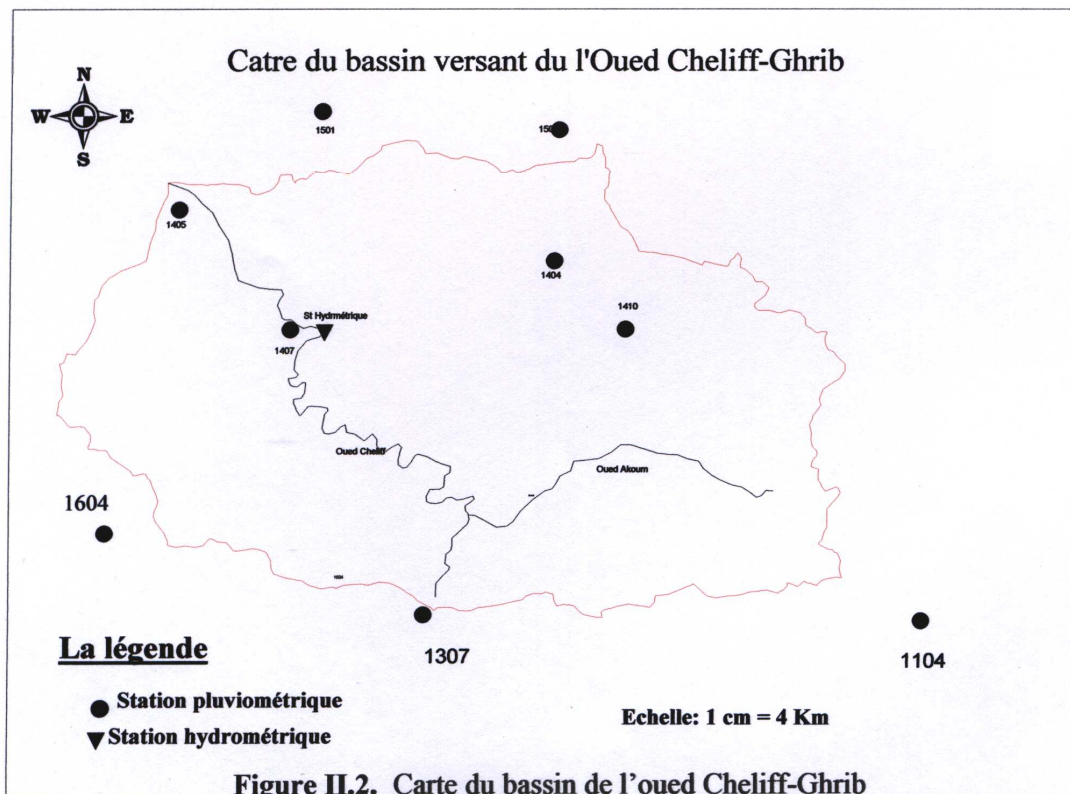 Catre du bassin versant du l'Oued Cheliff-Ghrib
N
W E
S
1501
1405
1404
1410
St Hydrmétrique
1407
Oued Cheliff
Oued Akoum
1604
1307
1104
La légende
Station pluviométrique
Station hydrométrique
Echelle: 1 cm = 4 Km
Figure II.2. Carte du bassin de l'oued Cheliff-Ghrib